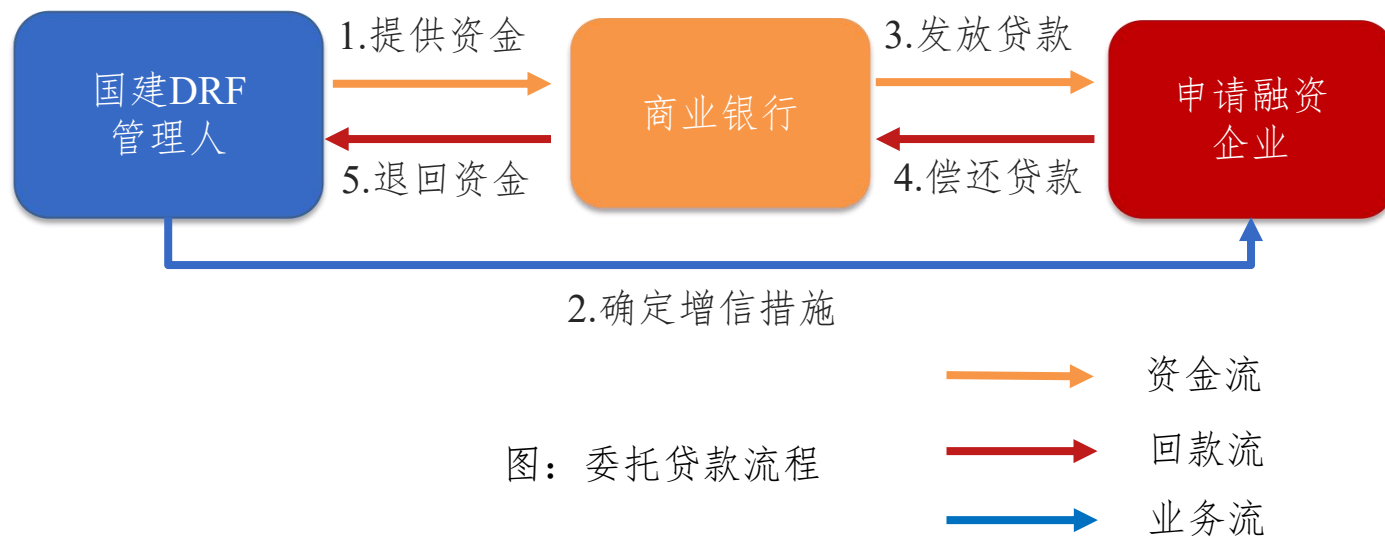 1.提供资金
3.发放贷款
国建DRF
管理人
商业银行
申请融资
企业
5.退回资金
4.偿还贷款
2.确定增信措施
资金流
图：委托贷款流程
回款流
业务流